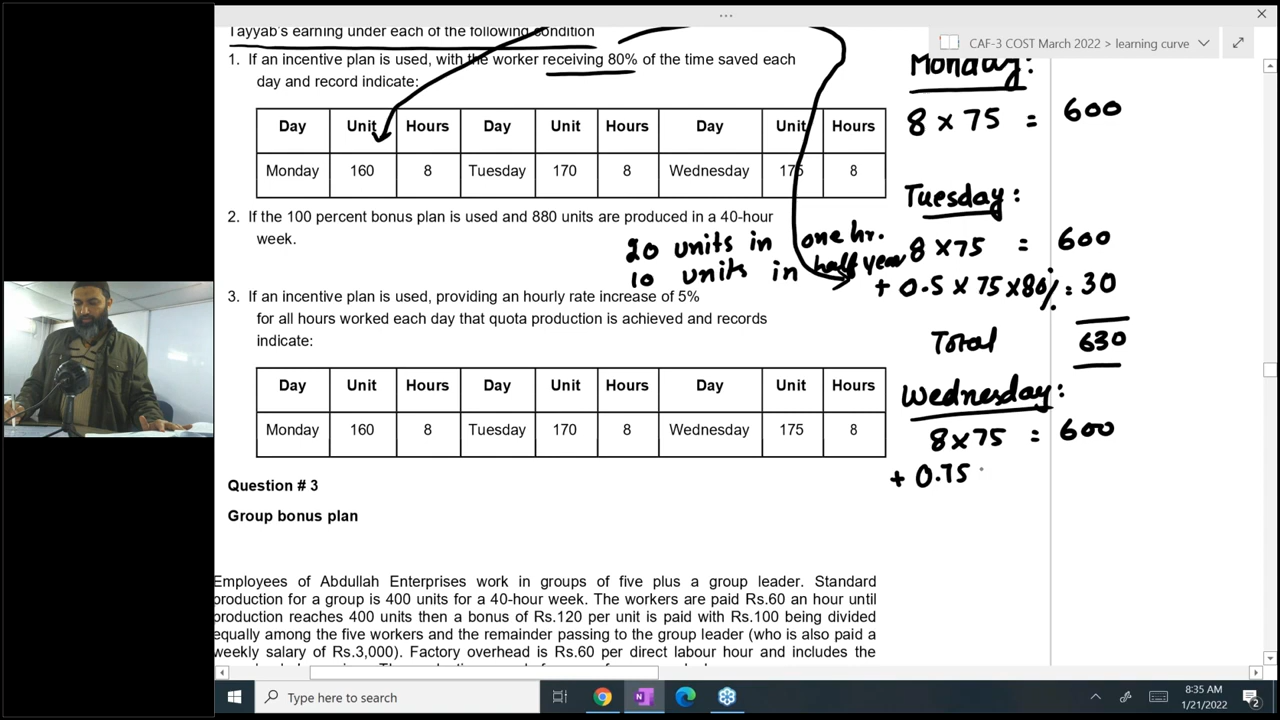 CAF-3 COST March 2022 > learning curve
Tayyab's earning under each of the following condition
1. If an incentive plan is used, with the worker receiving 80% of the time saved each
day and record indicate:
Day Unit Hours Day Unit Hours Day Unit Hours
Monday 160 8 Tuesday 170 8 Wednesday 175 8
2. If the 100 percent bonus plan is used and 880 units are produced in a 40-hour
week.
20 units in one hr.
10 units in half year
3. If an incentive plan is used, providing an hourly rate increase of 5%
for all hours worked each day that quota production is achieved and records
indicate:
Day Unit Hours Day Unit Hours Day Unit Hours
Monday 160 8 Tuesday 170 8 Wednesday 175 8
Question # 3
Group bonus plan
Employees of Abdullah Enterprises work in groups of five plus a group leader. Standard
production for a group is 400 units for a 40-hour week. The workers are paid Rs.60 an hour until
production reaches 400 units then a bonus of Rs.120 per unit is paid with Rs.100 being divided
equally among the five workers and the remainder passing to the group leader (who is also paid a
weekly salary of Rs.3,000). Factory overhead is Rs.60 per direct labour hour and includes the
Monday:
8 × 75 = 600
Tuesday:
8 × 75 = 600
+ 0.5 × 75 × 80% = 30
Total 630
Wednesday:
8 × 75 = 600
+ 0.75
Type here to search
8:35 AM
1/21/2022
2